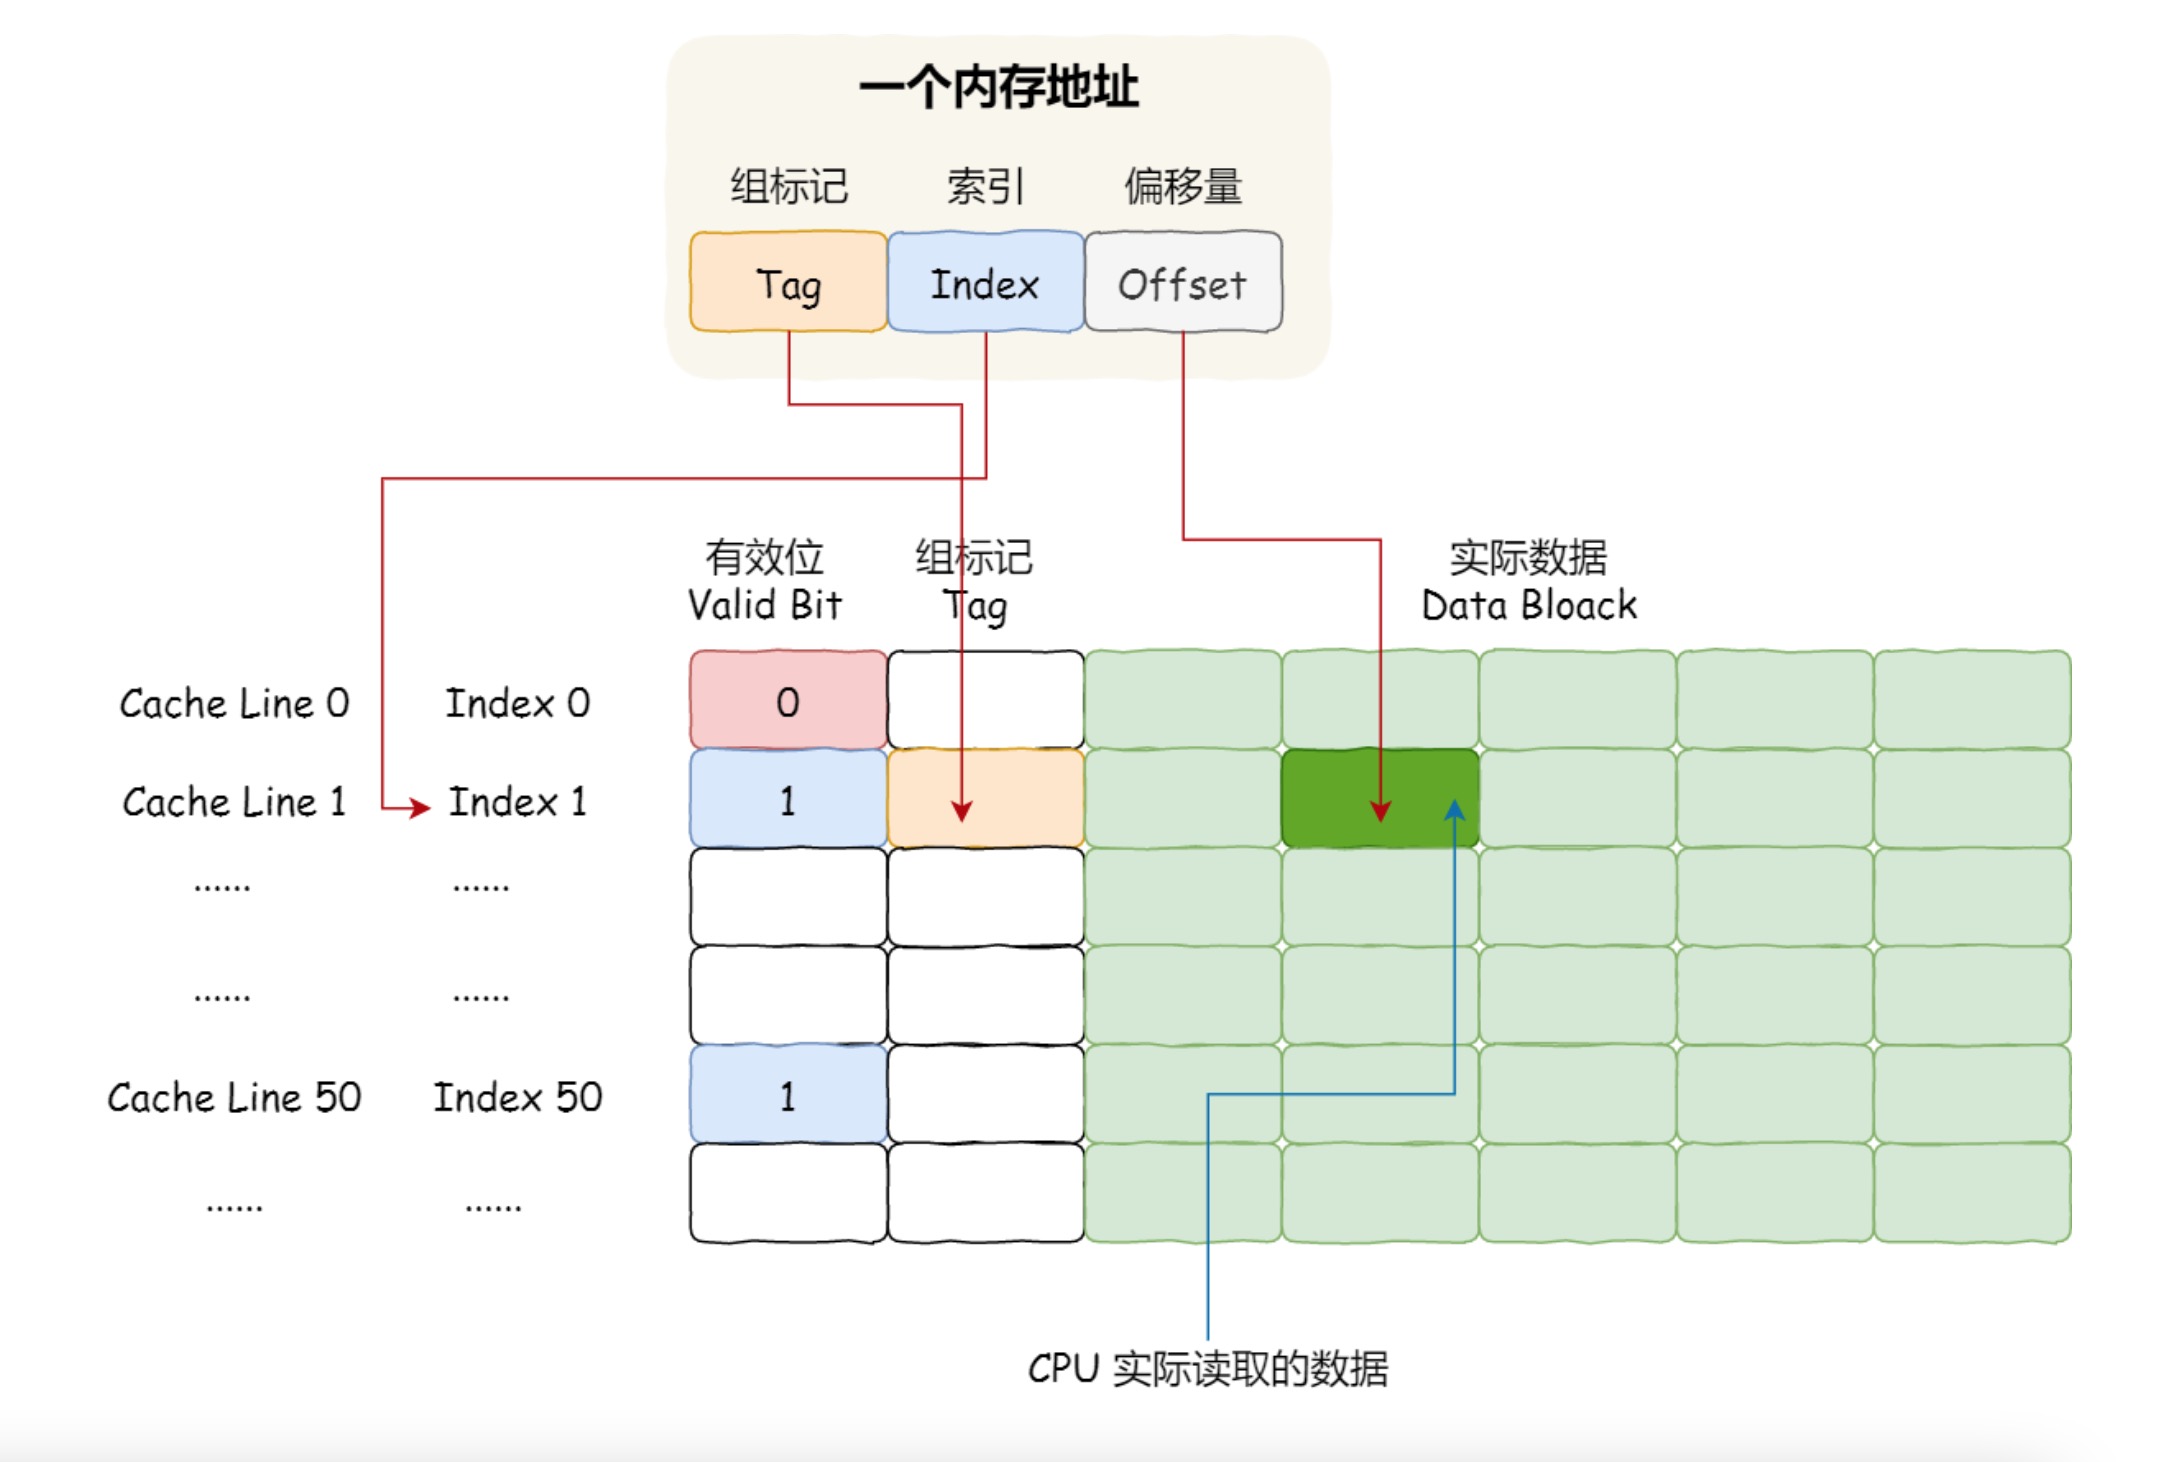 一个内存地址
组标记 索引 偏移量
Tag Index Offset
有效位 组标记 实际数据
Valid Bit Tag Data Bloack
Cache Line 0 Index 0 0
Cache Line 1 Index 1 1
...... ......
...... ......
Cache Line 50 Index 50 1
...... ......
CPU 实际读取的数据